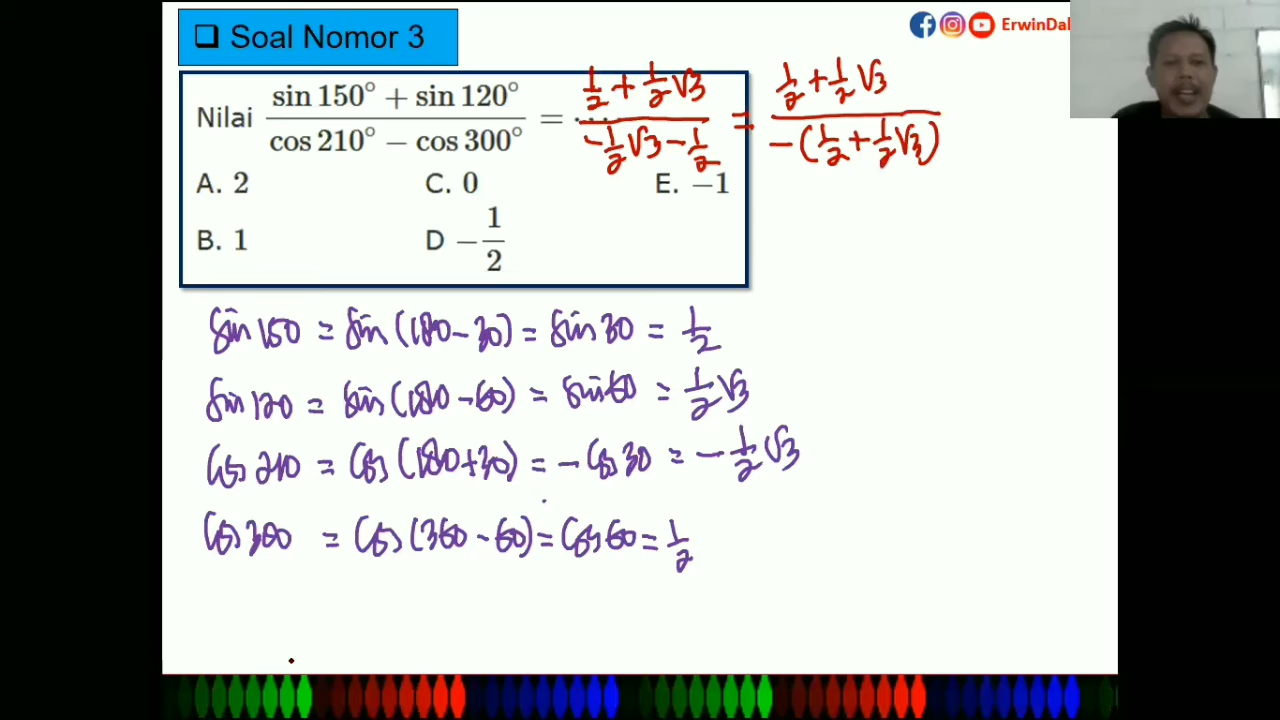 ❑ Soal Nomor 3
ErwinDal
Nilai (sin 150° + sin 120°)/(cos 210° − cos 300°) = ... (½ + ½√3)/(−½√3 − ½) = (½ + ½√3)/(−(½ + ½√3))
A. 2 C. 0 E. −1
B. 1 D −1/2
Sin 150 = Sin (180 − 30) = Sin 30 = ½
Sin 120 = Sin (180 − 60) = Sin 60 = ½√3
Cos 210 = Cos (180 + 30) = − Cos 30 = − ½√3
Cos 300 = Cos (360 − 60) = Cos 60 = ½